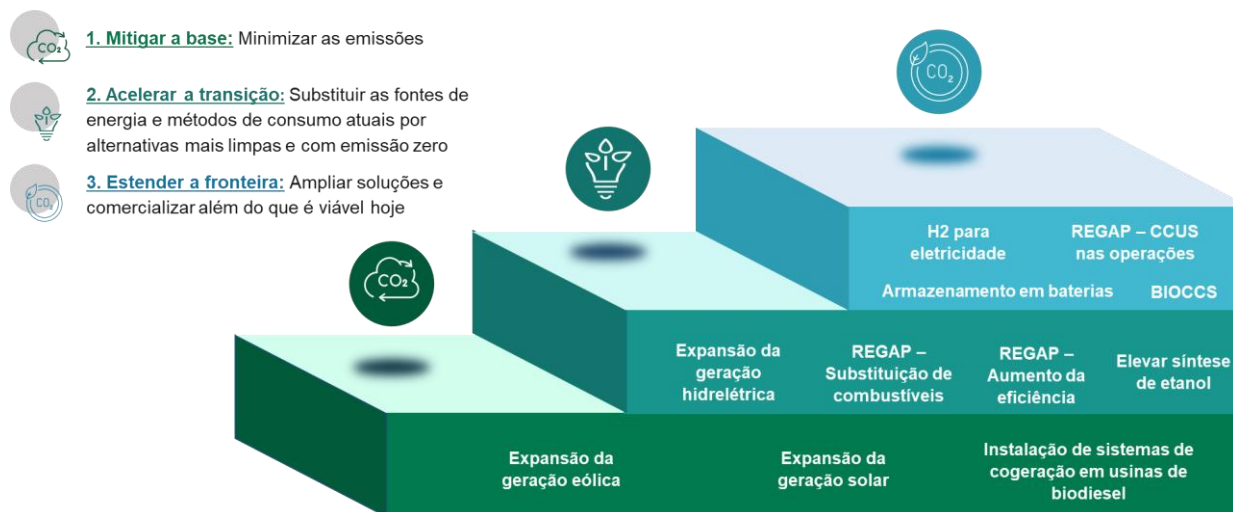 CO₂
1. Mitigar a base: Minimizar as emissões
2. Acelerar a transição: Substituir as fontes de
energia e métodos de consumo atuais por
alternativas mais limpas e com emissão zero
CO₂
3. Estender a fronteira: Ampliar soluções e
comercializar além do que é viável hoje
CO₂
CO₂
H2 para
eletricidade
REGAP – CCUS
nas operações
Armazenamento em baterias
BIOCCS
Expansão da
geração
hidrelétrica
REGAP –
Substituição de
combustíveis
REGAP –
Aumento da
eficiência
Elevar síntese
de etanol
Expansão da
geração eólica
Expansão da
geração solar
Instalação de sistemas de
cogeração em usinas de
biodiesel